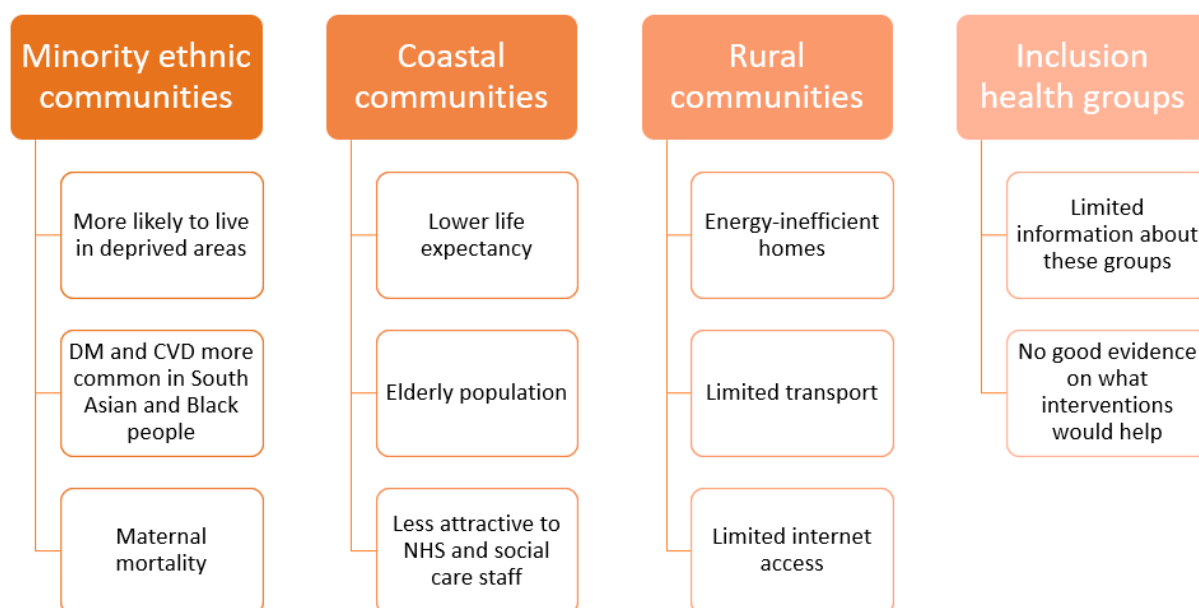 Minority ethnic
communities
More likely to live
in deprived areas
DM and CVD more
common in South
Asian and Black
people
Maternal
mortality
Coastal
communities
Lower life
expectancy
Elderly population
Less attractive to
NHS and social
care staff
Rural
communities
Energy-inefficient
homes
Limited transport
Limited internet
access
Inclusion
health groups
Limited
information about
these groups
No good evidence
on what
interventions
would help